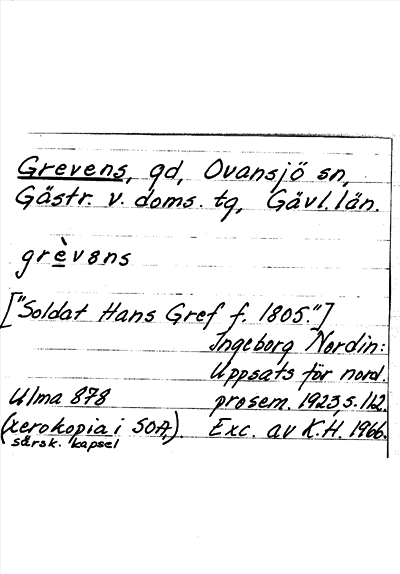 Grevens, gd, Ovansjö sn,
Gästr. v. doms. tg, Gävl. län.
grèvəns
["Soldat Hans Gref f. 1805."]
Ingeborg Nordin:
Uppsats för nord.
Ulma 878 prosem. 1923, s. 112.
(xerokopia i SOA,) Exc. av K.H. 1966.
särsk. kapsel